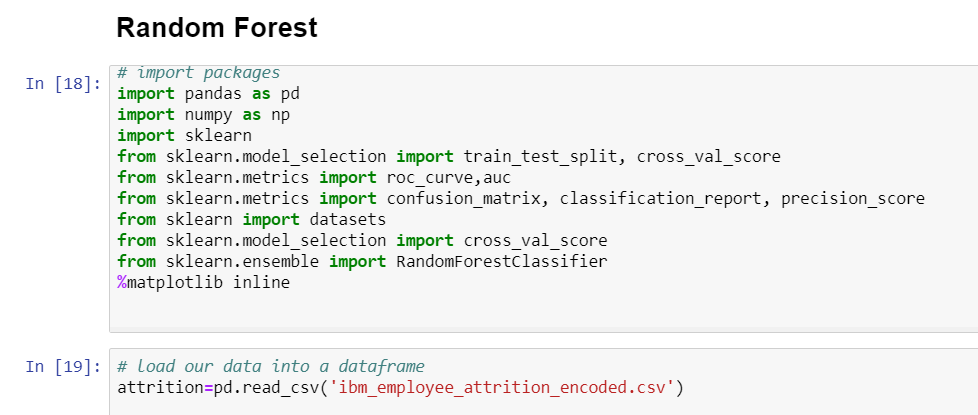 Random Forest
In [18]:
# import packages
import pandas as pd
import numpy as np
import sklearn
from sklearn.model_selection import train_test_split, cross_val_score
from sklearn.metrics import roc_curve,auc
from sklearn.metrics import confusion_matrix, classification_report, precision_score
from sklearn import datasets
from sklearn.model_selection import cross_val_score
from sklearn.ensemble import RandomForestClassifier
%matplotlib inline
In [19]:
# load our data into a dataframe
attrition=pd.read_csv('ibm_employee_attrition_encoded.csv')